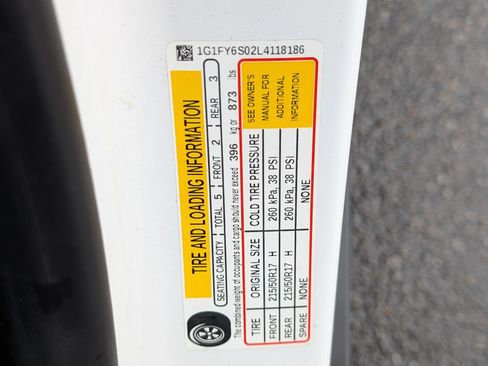 1G1FY6S02L4118186
TIRE AND LOADING INFORMATION
SEATING CAPACITY TOTAL 5 FRONT 2 REAR 3
The combined weight of occupants and cargo should never exceed 396 kg or 873 lbs
TIRE ORIGINAL SIZE COLD TIRE PRESSURE
FRONT 215/50R17 H 260 kPa, 38 PSI
REAR 215/50R17 H 260 kPa, 38 PSI
SPARE NONE NONE
SEE OWNER'S
MANUAL FOR
ADDITIONAL
INFORMATION